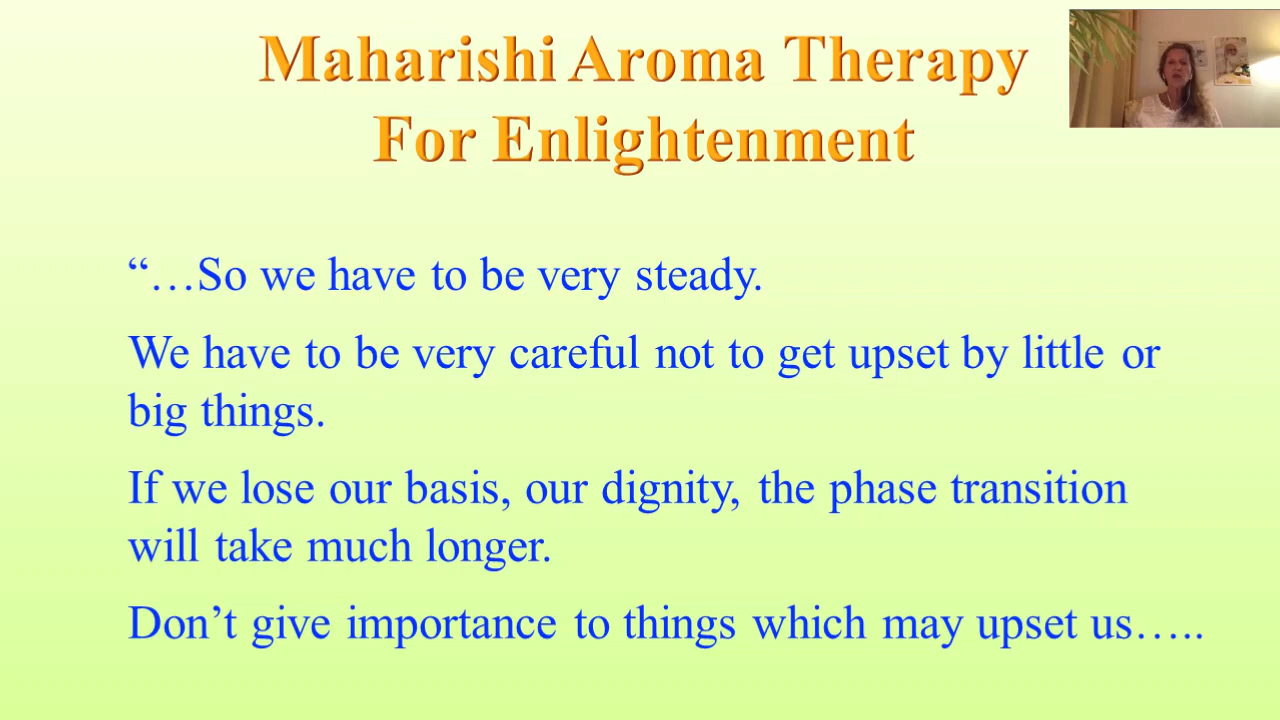 Maharishi Aroma Therapy
For Enlightenment
“…So we have to be very steady.
We have to be very careful not to get upset by little or
big things.
If we lose our basis, our dignity, the phase transition
will take much longer.
Don’t give importance to things which may upset us…..